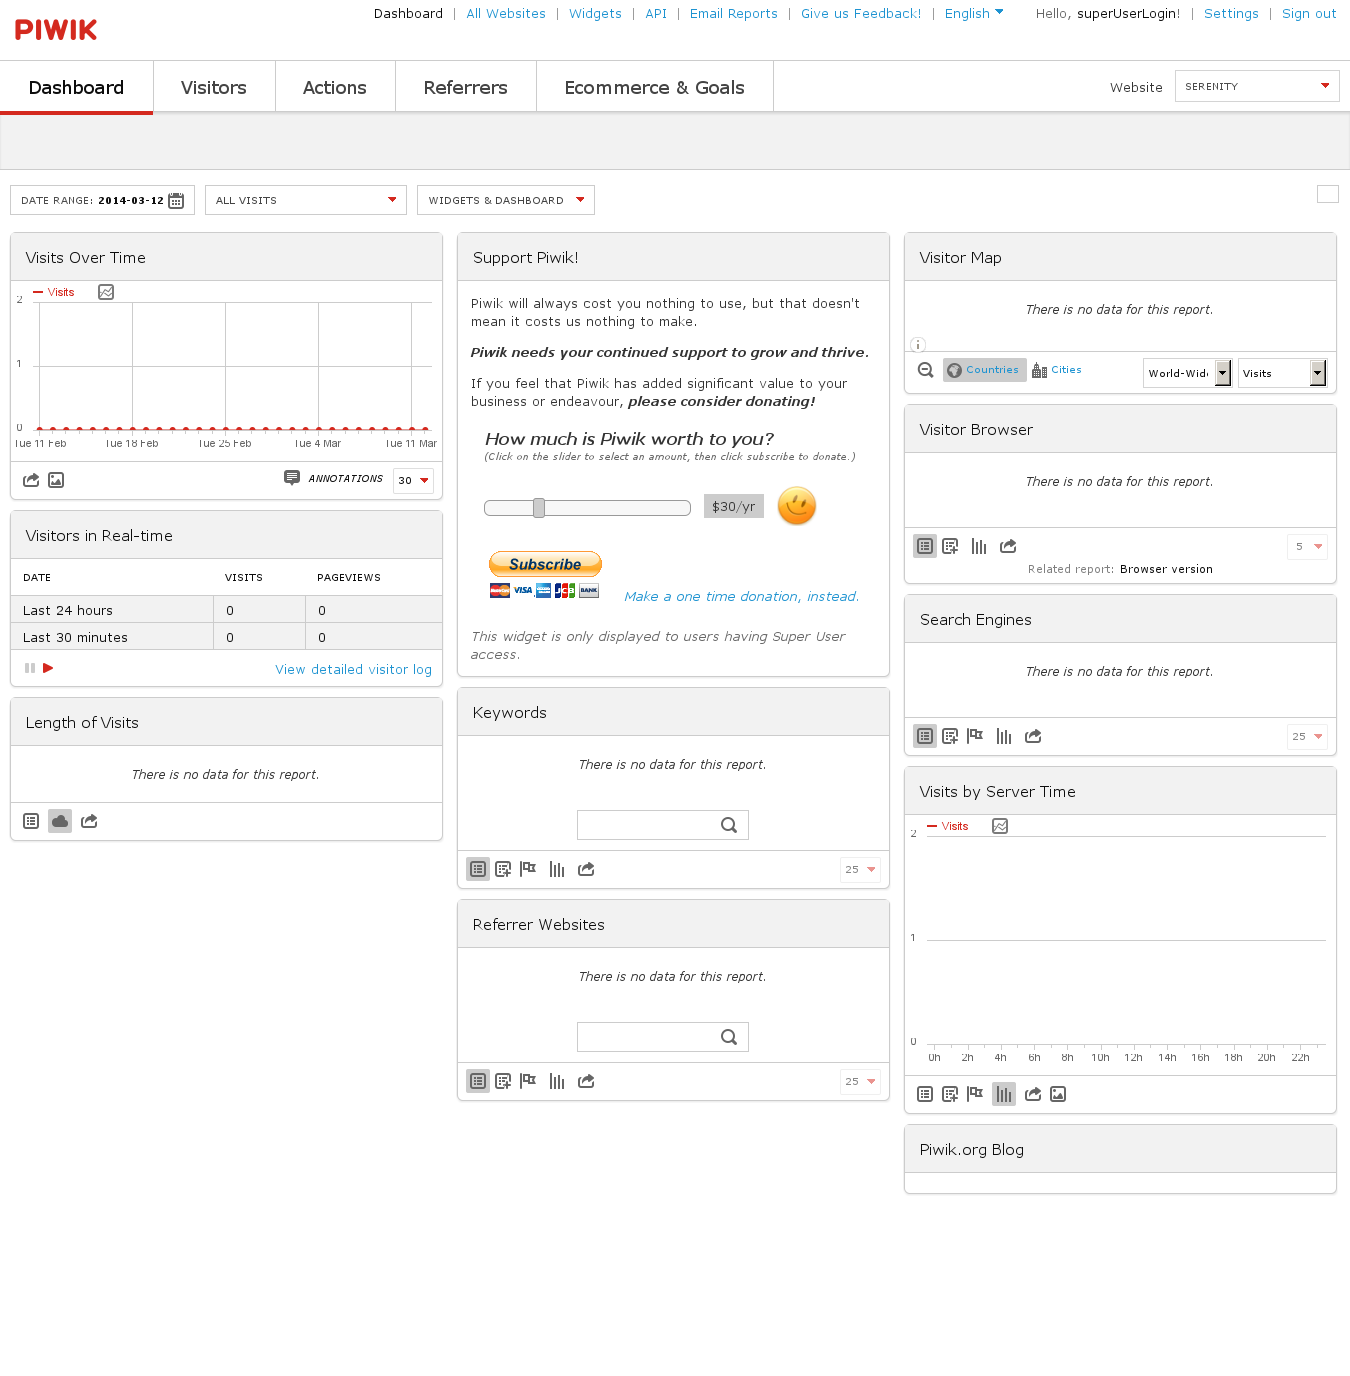 PIWIK
Dashboard | All Websites | Widgets | API | Email Reports | Give us Feedback! | English
Hello, superUserLogin! | Settings | Sign out
Dashboard
Visitors
Actions
Referrers
Ecommerce & Goals
Website
SERENITY
DATE RANGE: 2014-03-12
ALL VISITS
WIDGETS & DASHBOARD
Visits Over Time
Visits
2
1
0
Tue 11 Feb
Tue 18 Feb
Tue 25 Feb
Tue 4 Mar
Tue 11 Mar
ANNOTATIONS
30
Visitors in Real-time
DATE VISITS PAGEVIEWS
Last 24 hours 0 0
Last 30 minutes 0 0
View detailed visitor log
Length of Visits
There is no data for this report.
Support Piwik!
Piwik will always cost you nothing to use, but that doesn't
mean it costs us nothing to make.
Piwik needs your continued support to grow and thrive.
If you feel that Piwik has added significant value to your
business or endeavour, please consider donating!
How much is Piwik worth to you?
(Click on the slider to select an amount, then click subscribe to donate.)
$30/yr
Subscribe
VISA
JCB
BANK
Make a one time donation, instead.
This widget is only displayed to users having Super User
access.
Keywords
There is no data for this report.
25
Referrer Websites
There is no data for this report.
25
Visitor Map
There is no data for this report.
Countries
Cities
World-Wid
Visits
Visitor Browser
There is no data for this report.
5
Related report: Browser version
Search Engines
There is no data for this report.
25
Visits by Server Time
Visits
2
1
0
0h 2h 4h 6h 8h 10h 12h 14h 16h 18h 20h 22h
Piwik.org Blog